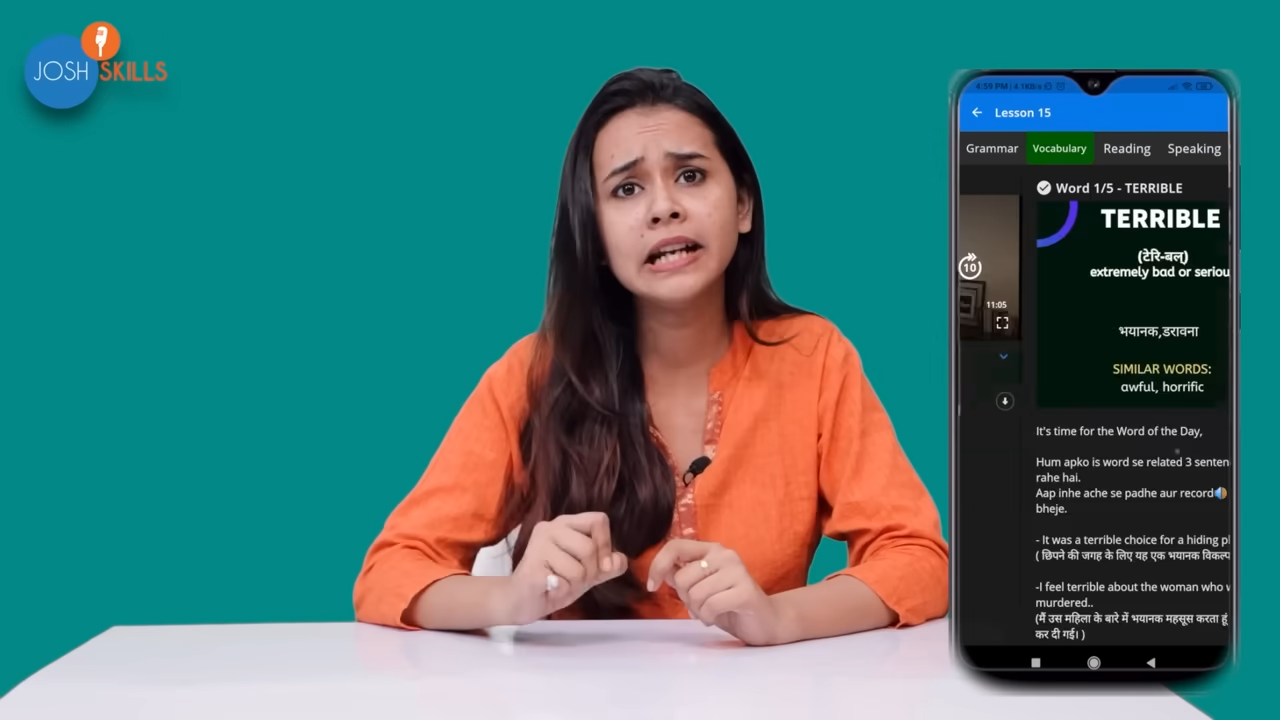 JOSH SKILLS
4:59 PM | 4.1KB/s
Lesson 15
Grammar Vocabulary Reading Speaking
Word 1/5 - TERRIBLE
TERRIBLE
(टेरि-बल्)
extremely bad or seriou
10
11:05
भयानक,डरावना
SIMILAR WORDS:
awful, horrific
It's time for the Word of the Day,
Hum apko is word se related 3 senten
rahe hai.
Aap inhe ache se padhe aur record
bheje.
- It was a terrible choice for a hiding pl
( छिपने की जगह के लिए यह एक भयानक विकल्प
-I feel terrible about the woman who w
murdered..
(मैं उस महिला के बारे में भयानक महसूस करता हूं
कर दी गई। )